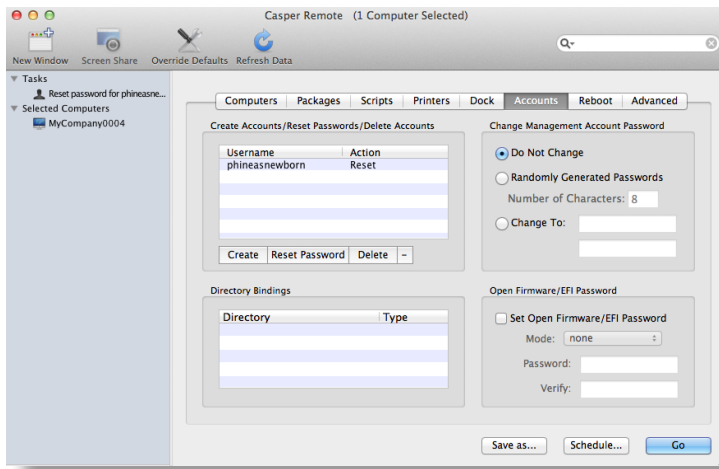 Casper Remote (1 Computer Selected)
New Window Screen Share Override Defaults Refresh Data
Tasks
Reset password for phineasne...
Selected Computers
MyCompany0004
Computers Packages Scripts Printers Dock Accounts Reboot Advanced
Create Accounts/Reset Passwords/Delete Accounts
Username Action
phineasnewborn Reset
Create Reset Password Delete -
Change Management Account Password
Do Not Change
Randomly Generated Passwords
Number of Characters: 8
Change To:
Directory Bindings
Directory Type
Open Firmware/EFI Password
Set Open Firmware/EFI Password
Mode: none
Password:
Verify:
Save as... Schedule... Go